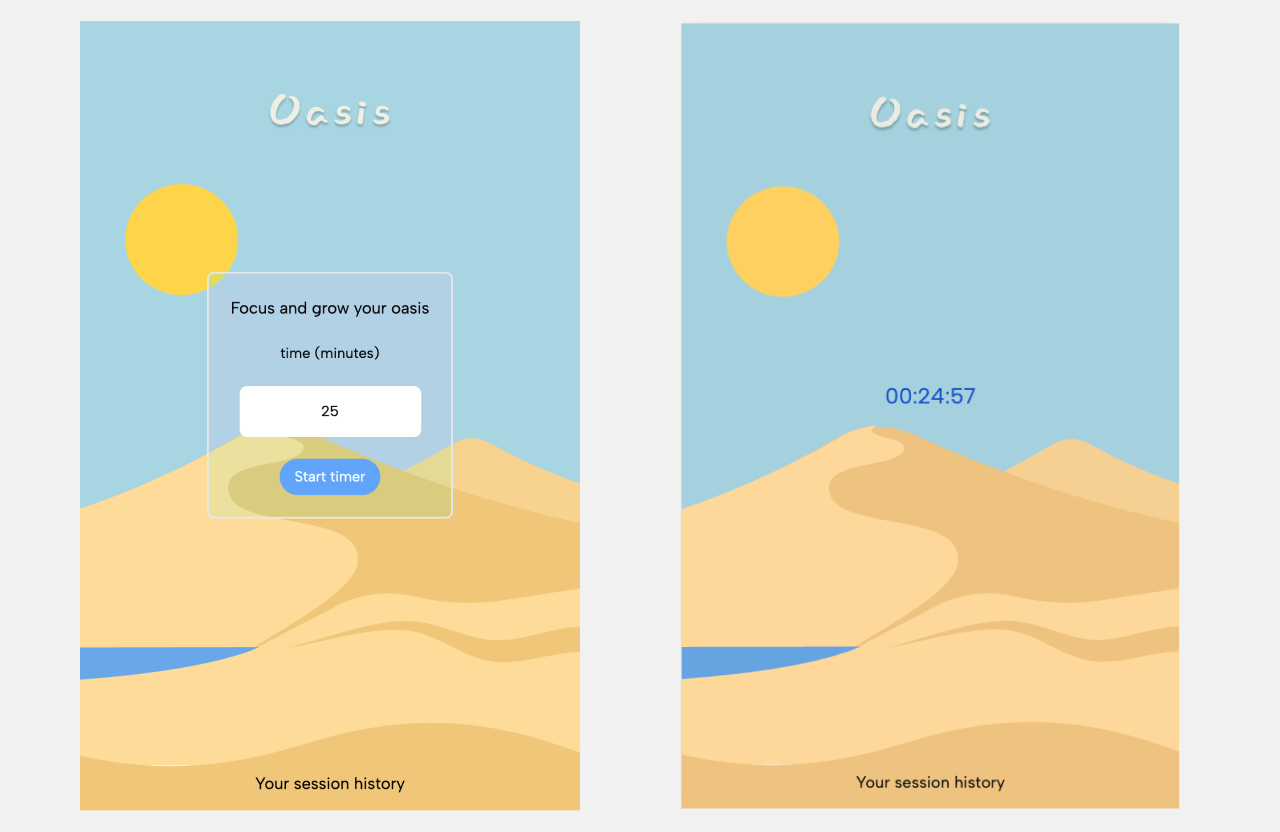 Oasis
Focus and grow your oasis
time (minutes)
25
Start timer
Your session history
Oasis
00:24:57
Your session history